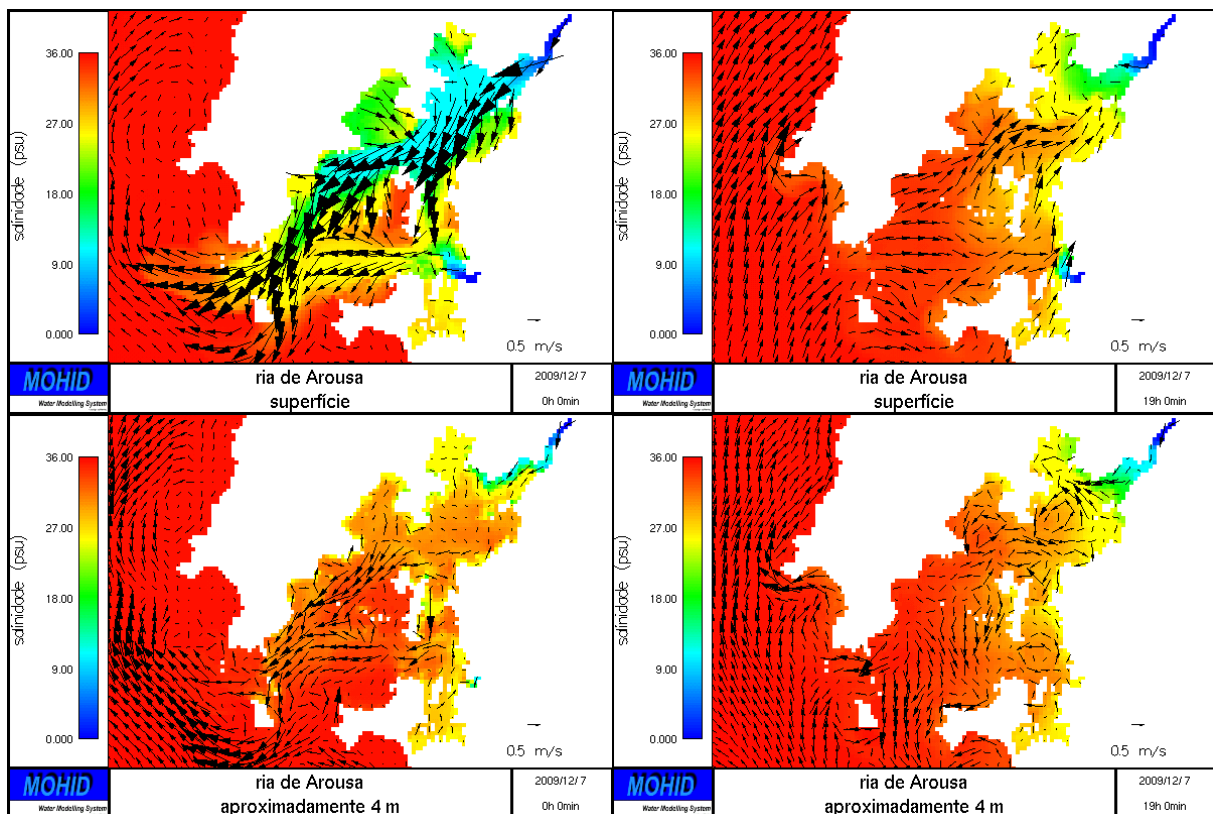 36.00
27.00
18.00
9.00
0.000
salinidade (psu)
0.5 m/s
MOHID
Water Modelling System
ria de Arousa
superfície
2009/12/ 7
0h 0min
36.00
27.00
18.00
9.00
0.000
salinidade (psu)
0.5 m/s
MOHID
Water Modelling System
ria de Arousa
superfície
2009/12/ 7
19h 0min
36.00
27.00
18.00
9.00
0.000
salinidade (psu)
0.5 m/s
MOHID
Water Modelling System
ria de Arousa
aproximadamente 4 m
2009/12/ 7
0h 0min
36.00
27.00
18.00
9.00
0.000
salinidade (psu)
0.5 m/s
MOHID
Water Modelling System
ria de Arousa
aproximadamente 4 m
2009/12/ 7
19h 0min